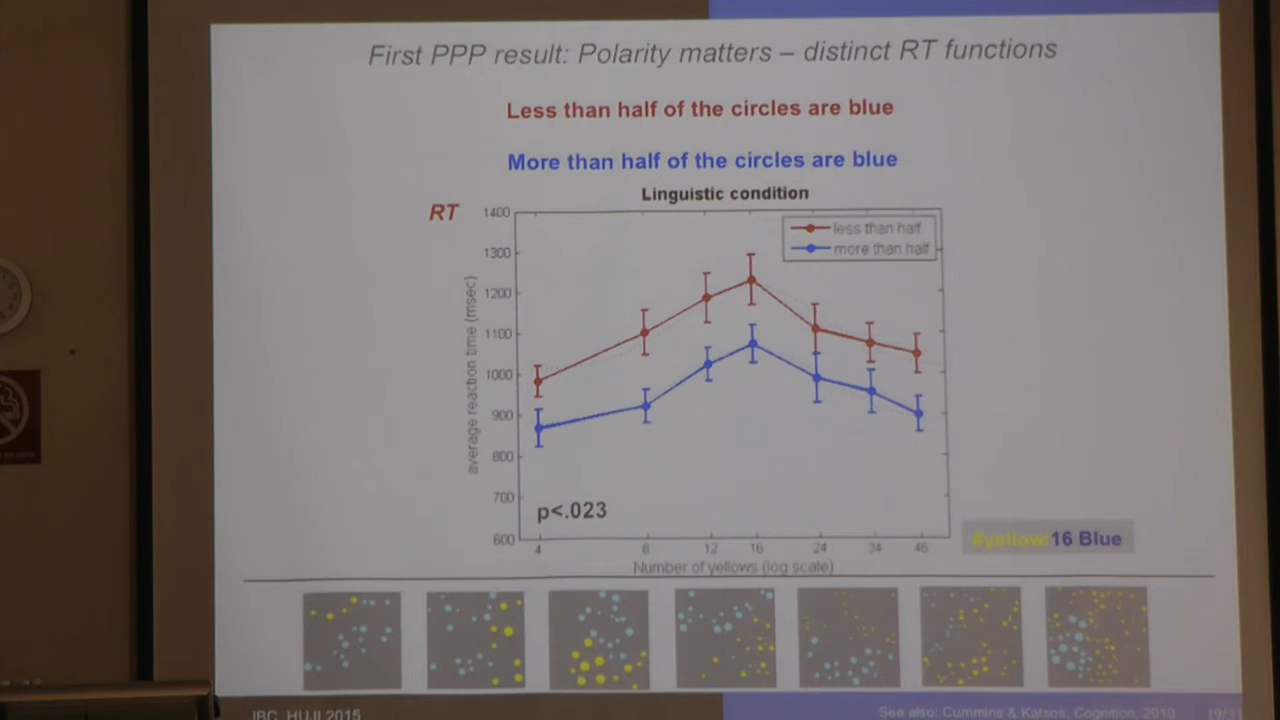 First PPP result: Polarity matters – distinct RT functions
Less than half of the circles are blue
More than half of the circles are blue
Linguistic condition
RT
1400
1300
1200
1100
1000
900
800
700
600
average reaction time (msec)
less than half
more than half
p<.023
4
8
12
16
24
34
46
Number of yellows (log scale)
#yellow:16 Blue
JBC, HUJI 2015
See also: Cummins & Katsos, Cognition, 2010